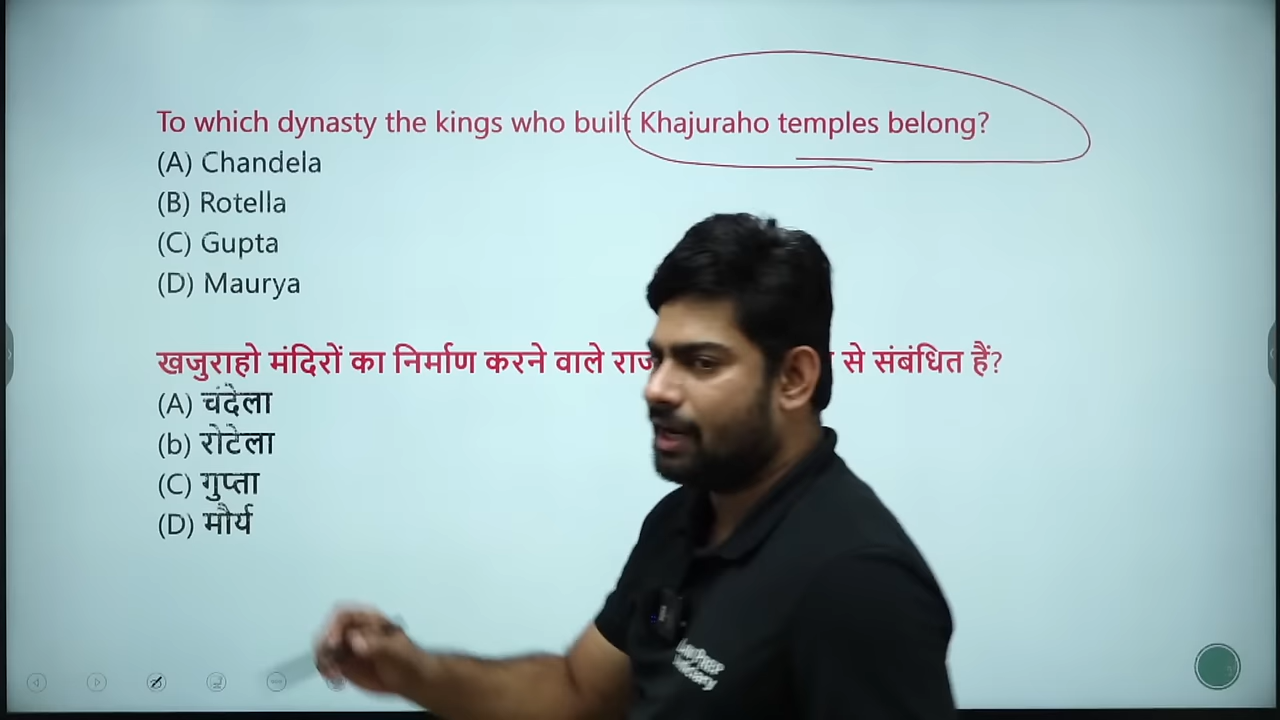 To which dynasty the kings who built Khajuraho temples belong?
(A) Chandela
(B) Rotella
(C) Gupta
(D) Maurya
खजुराहो मंदिरों का निर्माण करने वाले से संबंधित हैं?
(A) चंदेला
(b) रोटेला
(C) गुप्ता
(D) मौर्य